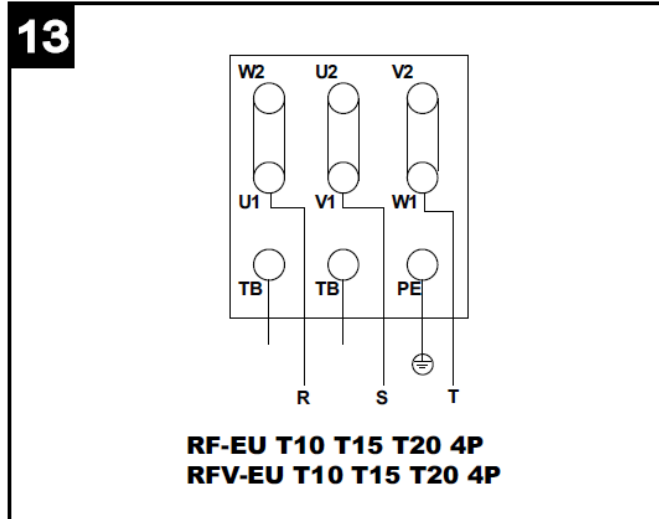 13
W2 U2 V2
U1 V1 W1
TB TB PE
R S T
RF-EU T10 T15 T20 4P
RFV-EU T10 T15 T20 4P